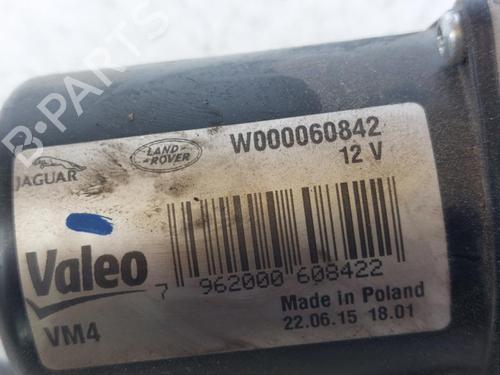 B-PARTS
JAGUAR
LAND ROVER
W000060842
12 V
Valeo
7 962000 608422
VM4
Made in Poland
22.06.15 18.01